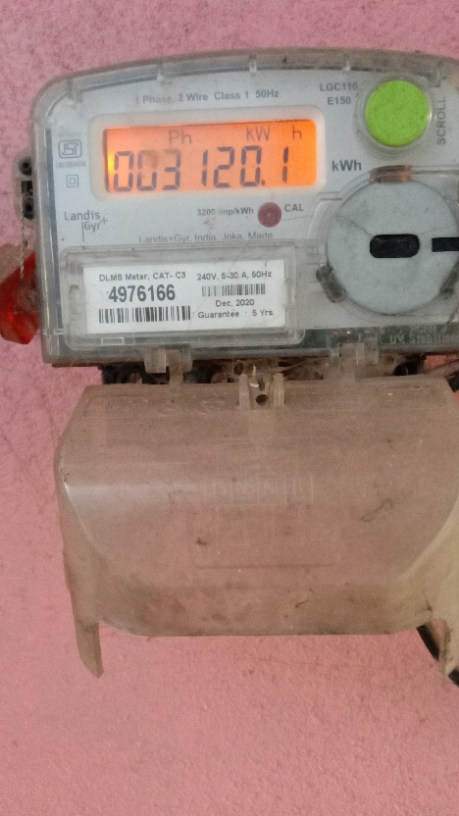 1 Phase, 2 Wire Class 1 50Hz
LGC110
E150
SCROLL
Ph kW h
003120.1
kWh
Landis
Gyr+
3200 imp/kWh
CAL
Landis+Gyr, India, Joka, Made
DLMS Meter, CAT- C3 240V, 5-30 A, 50Hz
4976166
Dec, 2020
Guarantee : 5 Yrs